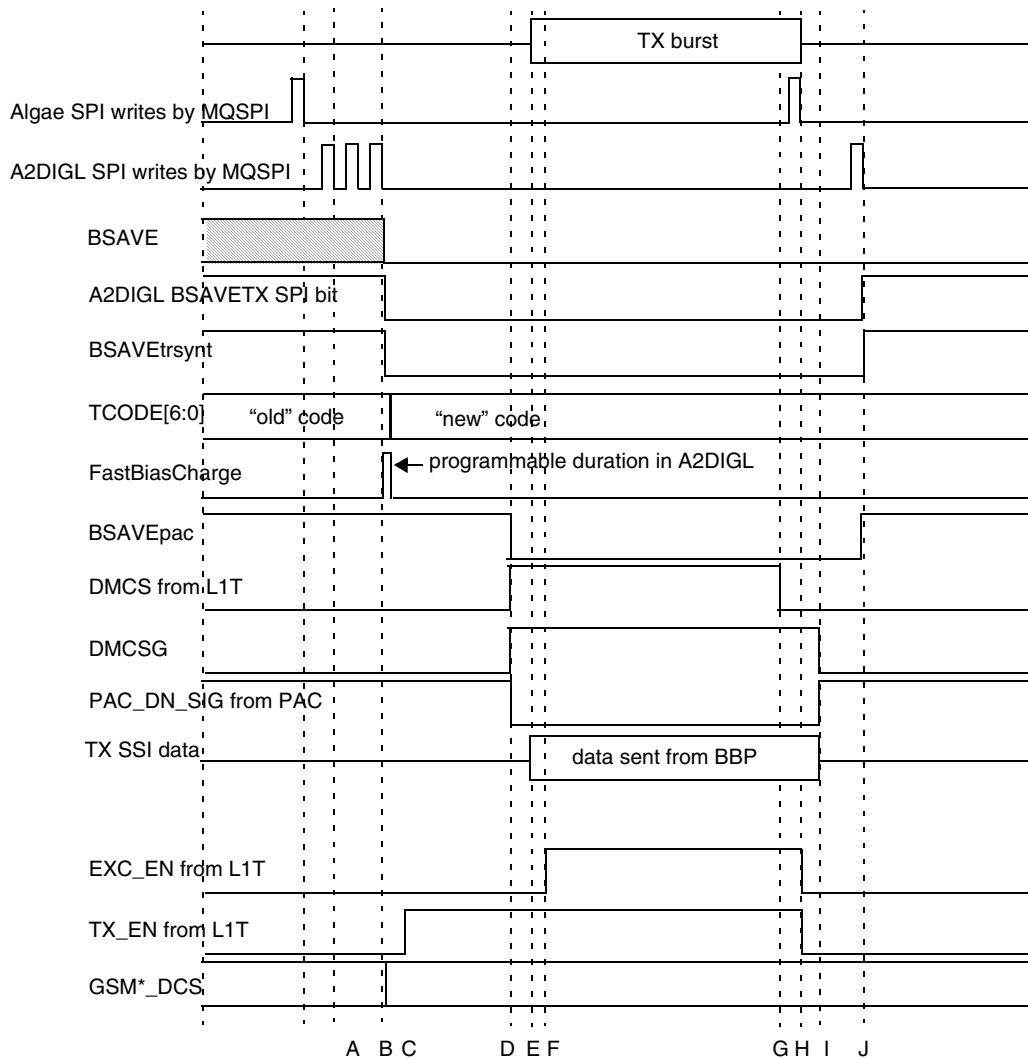 TX burst
Algae SPI writes by MQSPI
A2DIGL SPI writes by MQSPI
BSAVE
A2DIGL BSAVETX SPI bit
BSAVEtrsynt
TCODE[6:0] “old” code “new” code
FastBiasCharge programmable duration in A2DIGL
BSAVEpac
DMCS from L1T
DMCSG
PAC_DN_SIG from PAC
TX SSI data data sent from BBP
EXC_EN from L1T
TX_EN from L1T
GSM*_DCS
A B C D E F G H I J